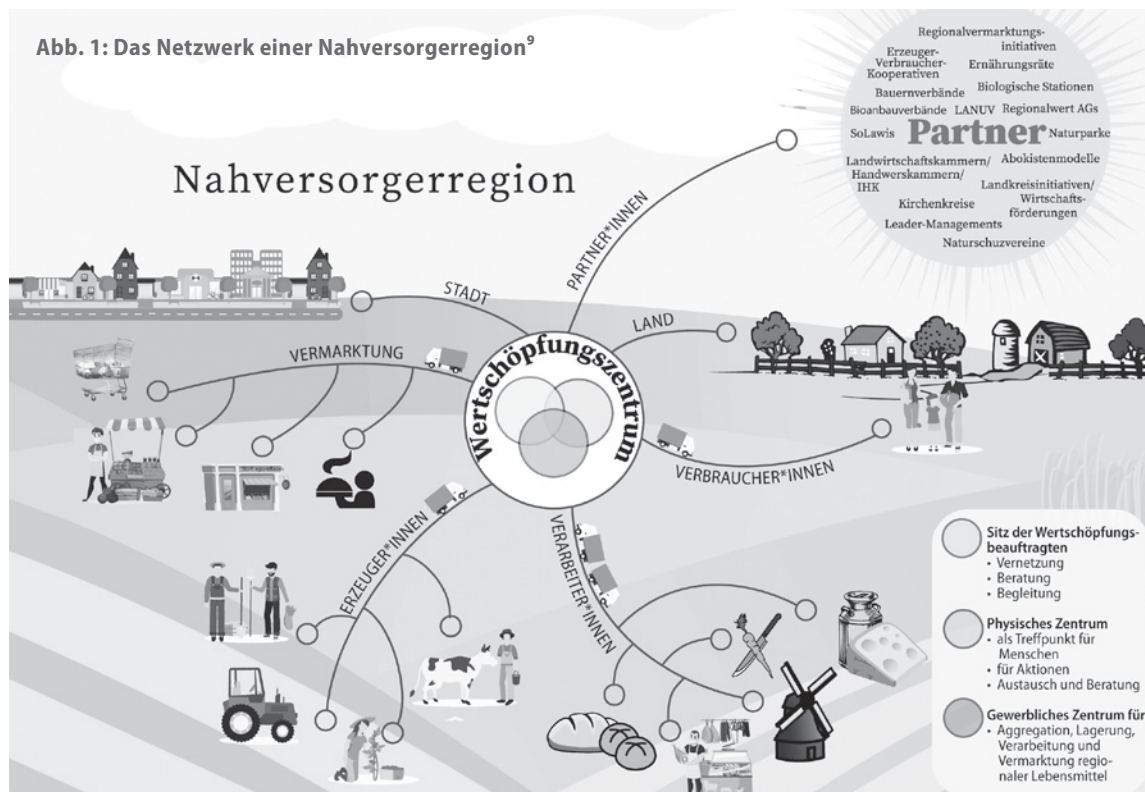 Abb. 1: Das Netzwerk einer Nahversorgerregion⁹
Nahversorgerregion
Regionalvermarktungs-
initiativen
Erzeuger-
Verbraucher-
Kooperativen
Ernährungsräte
Bauernverbände
Biologische Stationen
Bioanbauverbände
LANUV
Regionalwert AGs
SoLawis
Partner
Naturparke
Landwirtschaftskammern/
Handwerskammern/
IHK
Abokistenmodelle
Landkreisinitiativen/
Wirtschafts-
förderungen
Kirchenkreise
Leader-Managements
Naturschuzvereine
PARTNER*INNEN
STADT
LAND
VERMARKTUNG
Wertschöpfungszentrum
VERBRAUCHER*INNEN
ERZEUGER*INNEN
VERARBEITER*INNEN
Sitz der Wertschöpfungs-
beauftragten
• Vernetzung
• Beratung
• Begleitung
Physisches Zentrum
• als Treffpunkt für
Menschen
• für Aktionen
• Austausch und Beratung
Gewerbliches Zentrum für
• Aggregation, Lagerung,
Verarbeitung und
Vermarktung regio-
naler Lebensmittel